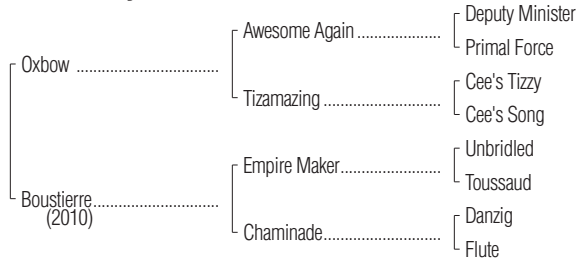 Deputy Minister
Awesome Again ....................
Primal Force
Oxbow ..................................
Cee's Tizzy
Tizamazing ............................
Cee's Song
Unbridled
Empire Maker........................
Toussaud
Boustierre..............................
(2010)
Danzig
Chaminade............................
Flute